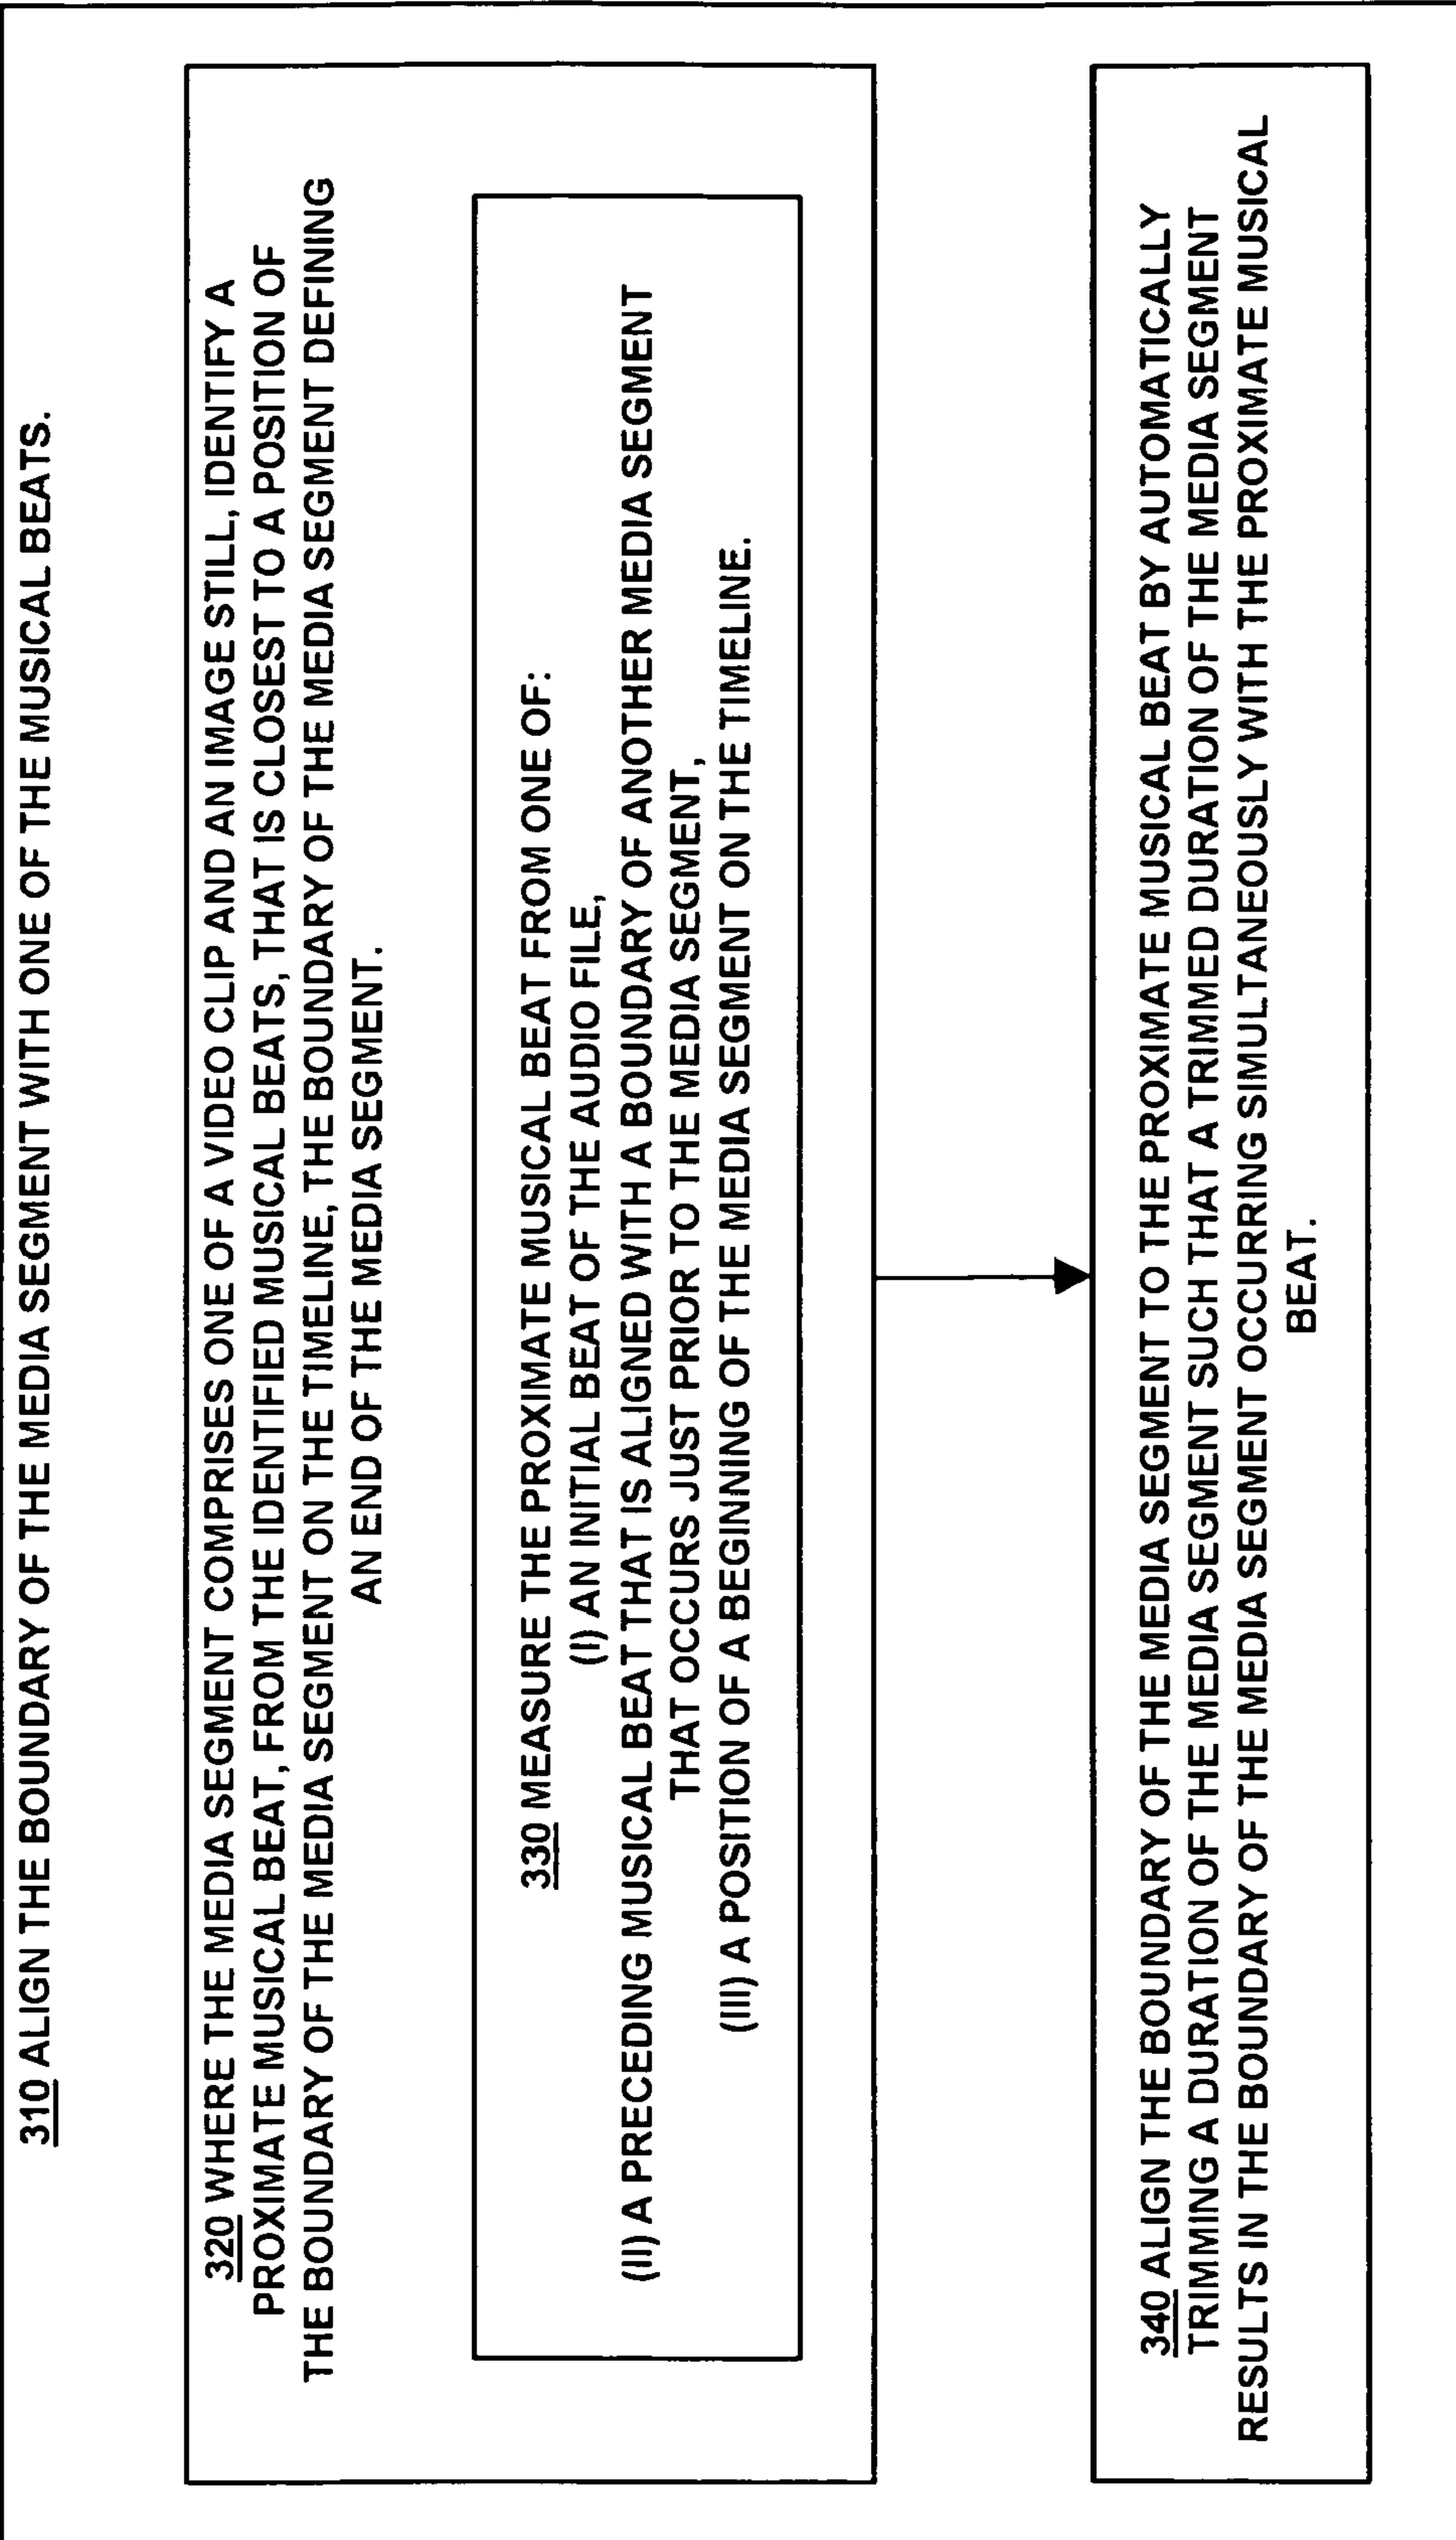 310 ALIGN THE BOUNDARY OF THE MEDIA SEGMENT WITH ONE OF THE MUSICAL BEATS.
320 WHERE THE MEDIA SEGMENT COMPRISES ONE OF A VIDEO CLIP AND AN IMAGE STILL, IDENTIFY A
PROXIMATE MUSICAL BEAT, FROM THE IDENTIFIED MUSICAL BEATS, THAT IS CLOSEST TO A POSITION OF
THE BOUNDARY OF THE MEDIA SEGMENT ON THE TIMELINE, THE BOUNDARY OF THE MEDIA SEGMENT DEFINING
AN END OF THE MEDIA SEGMENT.
330 MEASURE THE PROXIMATE MUSICAL BEAT FROM ONE OF:
(I) AN INITIAL BEAT OF THE AUDIO FILE,
(II) A PRECEDING MUSICAL BEAT THAT IS ALIGNED WITH A BOUNDARY OF ANOTHER MEDIA SEGMENT
THAT OCCURS JUST PRIOR TO THE MEDIA SEGMENT,
(III) A POSITION OF A BEGINNING OF THE MEDIA SEGMENT ON THE TIMELINE.
340 ALIGN THE BOUNDARY OF THE MEDIA SEGMENT TO THE PROXIMATE MUSICAL BEAT BY AUTOMATICALLY
TRIMMING A DURATION OF THE MEDIA SEGMENT SUCH THAT A TRIMMED DURATION OF THE MEDIA SEGMENT
RESULTS IN THE BOUNDARY OF THE MEDIA SEGMENT OCCURRING SIMULTANEOUSLY WITH THE PROXIMATE MUSICAL
BEAT.